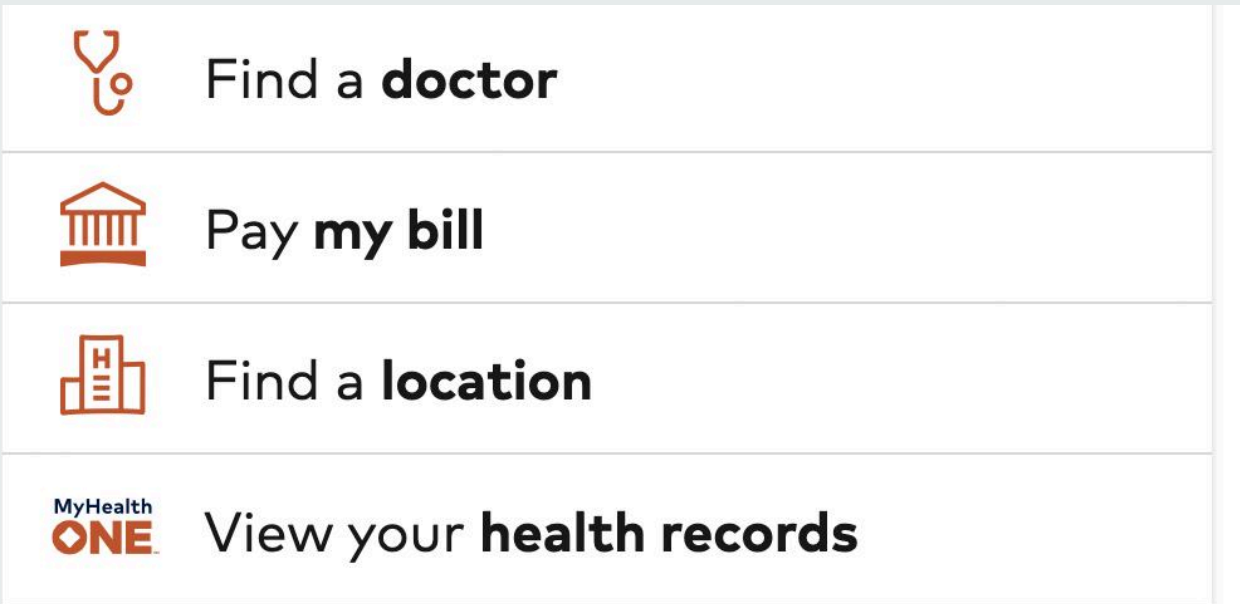 Find a doctor
Pay my bill
H
Find a location
MyHealth
ONE
View your health records